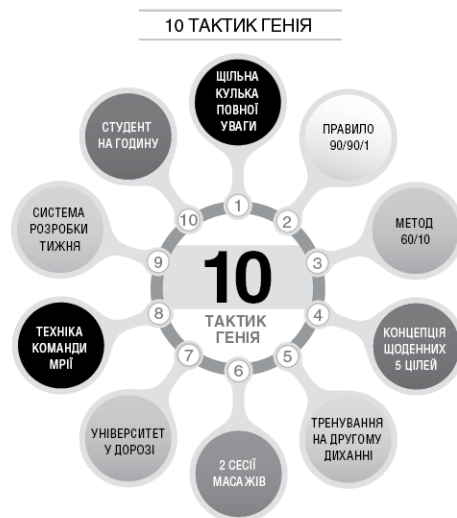 10 ТАКТИК ГЕНІЯ
ЩІЛЬНА
КУЛЬКА
ПОВНОЇ
УВАГИ
1
ПРАВИЛО
90/90/1
2
МЕТОД
60/10
3
КОНЦЕПЦІЯ
ЩОДЕННИХ
5 ЦІЛЕЙ
4
ТРЕНУВАННЯ
НА ДРУГОМУ
ДИХАННІ
5
2 СЕСІЇ
МАСАЖІВ
6
УНІВЕРСИТЕТ
У ДОРОЗІ
7
ТЕХНІКА
КОМАНДИ
МРІЇ
8
СИСТЕМА
РОЗРОБКИ
ТИЖНЯ
9
СТУДЕНТ
НА ГОДИНУ
10
10
ТАКТИК
ГЕНІЯ